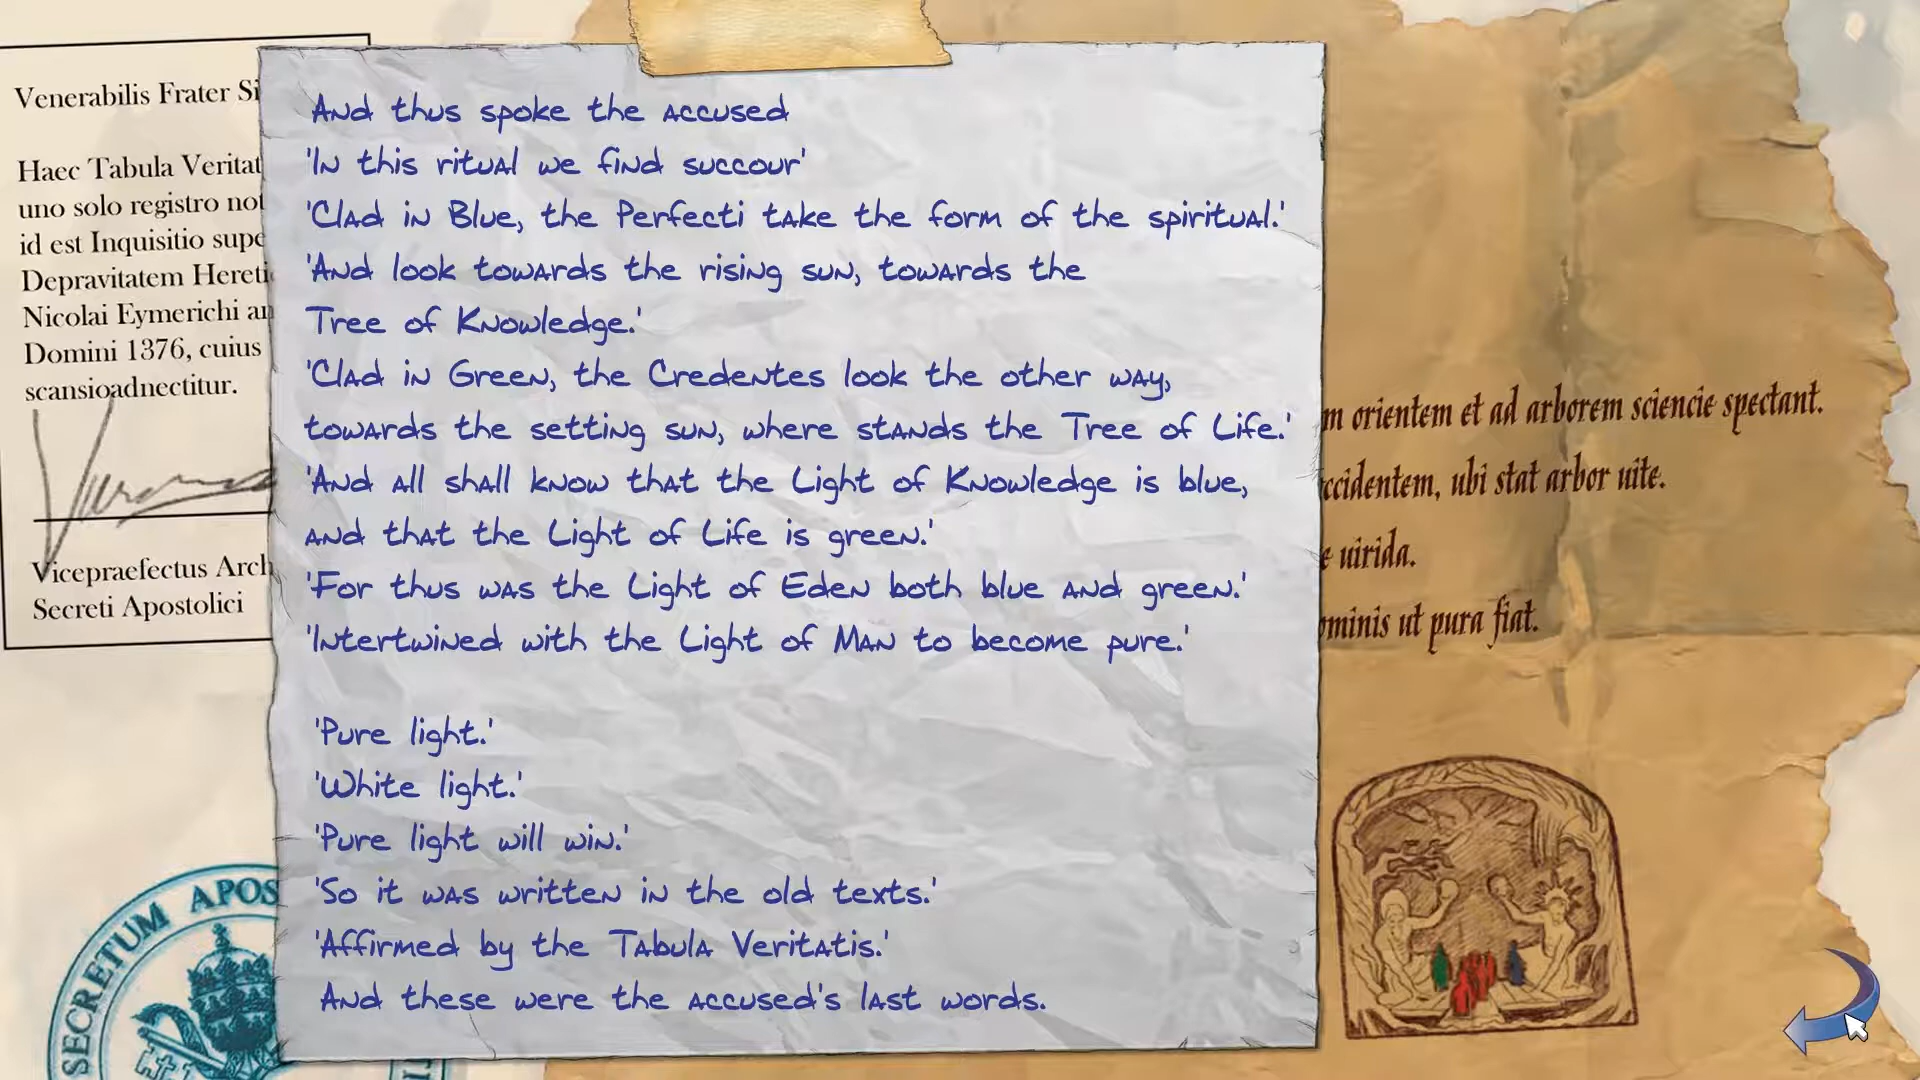 Venerabilis Frater Si
Haec Tabula Veritat
uno solo registro not
id est Inquisitio supe
Depravitatem Hereti
Nicolai Eymerichi an
Domini 1376, cuius
scansioadnectitur.
Vicepraefectus Arch
Secreti Apostolici
SECRETUM APOS
And thus spoke the accused
'In this ritual we find succour'
'Clad in Blue, the Perfecti take the form of the spiritual.'
'And look towards the rising sun, towards the
Tree of Knowledge.'
'Clad in Green, the Credentes look the other way,
towards the setting sun, where stands the Tree of Life.'
'And all shall know that the Light of Knowledge is blue,
and that the Light of Life is green.'
'For thus was the Light of Eden both blue and green.'
'Intertwined with the Light of Man to become pure.'
'Pure light.'
'White light.'
'Pure light will win.'
'So it was written in the old texts.'
'Affirmed by the Tabula Veritatis.'
And these were the accused's last words.
m orientem et ad arborem sciencie spectant.
ccidentem, ubi stat arbor uite.
e uirida.
ominis ut pura fiat.